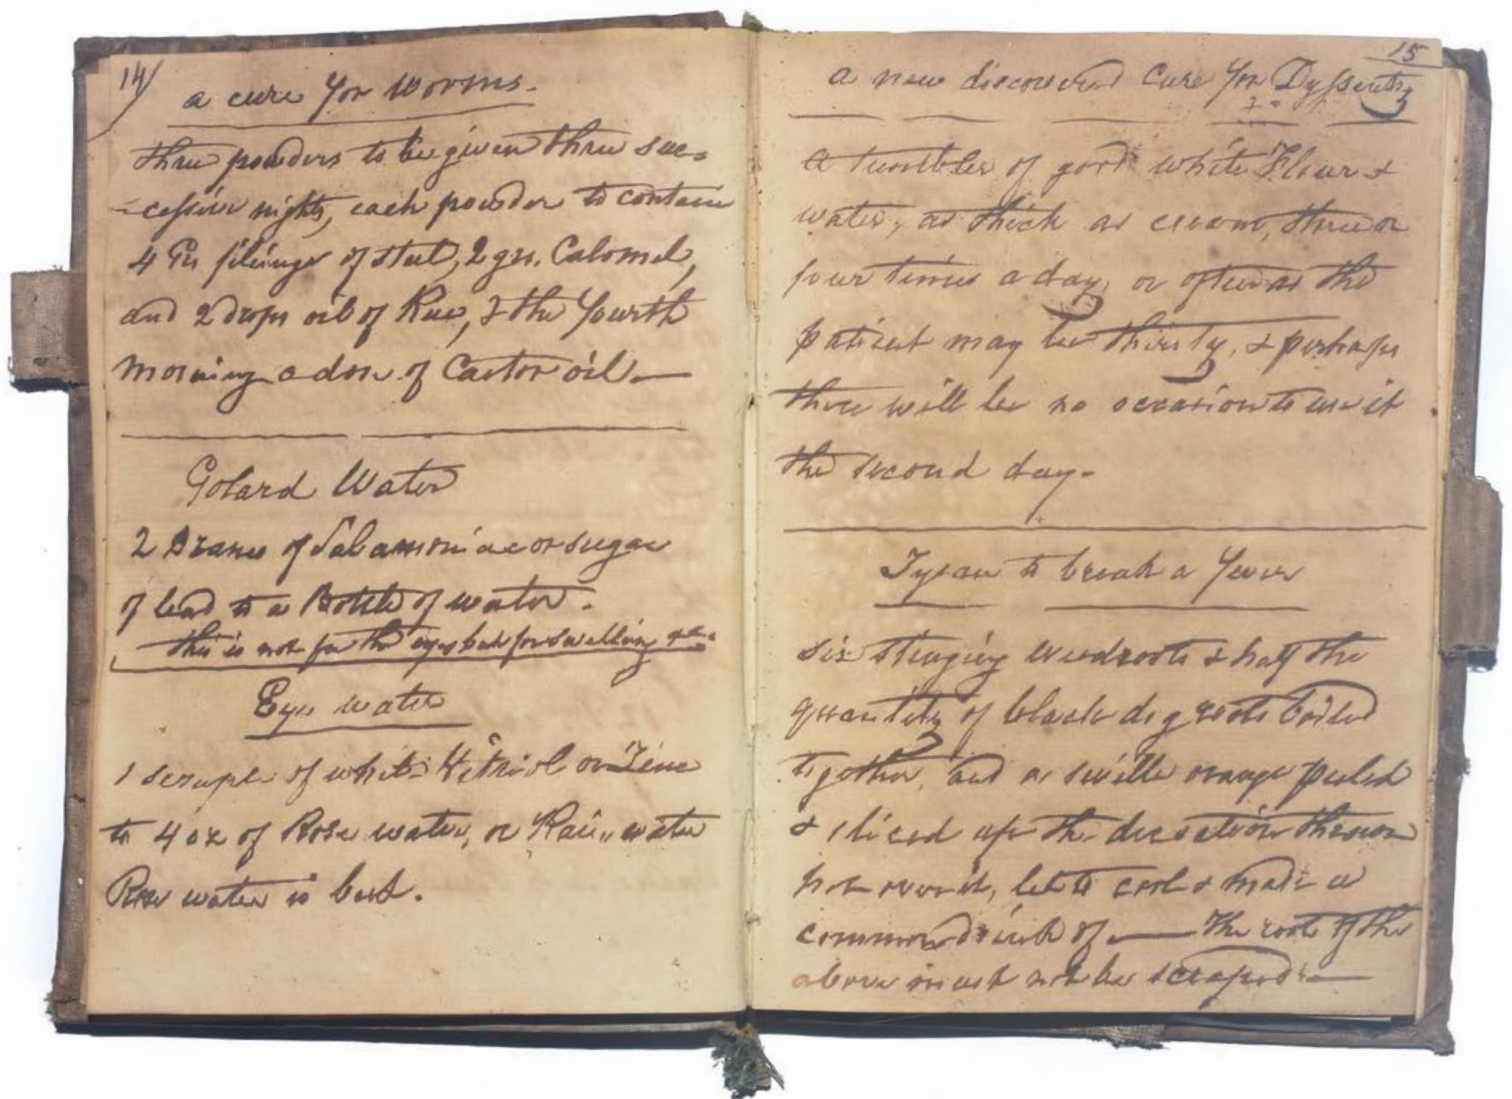 14
a cure for Worms.
three powders to be given three suc=
-cessive nights, each powder to contain
4 Grs filings of steel, 2 grs. Calomel,
and 2 drops oil of Rue, & the fourth
morning a dose of Castor oil —
Golard Water
2 Drams of Sal amoniac or sugar
of lead to a Bottle of water.
this is not for the eyes but for swelling &c.
Eye water
1 scruple of white Vitriol or Zinc
to 4 oz of Rose water, or Rain water
Rose water is best.
15
a new discovered Cure for Dyssentry
a tumbler of good white Flour &
water, as thick as cream, three or
four times a day, or often as the
patient may be thirsty, & perhaps
there will be no occasion to use it
the second day.
Tysan to break a fever
six stinging weed roots & half the
quantity of black dog roots boiled
together, and a seville orange peeled
& sliced up the decoction thrown
hot over it, let it cool & make a
common drink of — The roots of the
above must not be scraped —